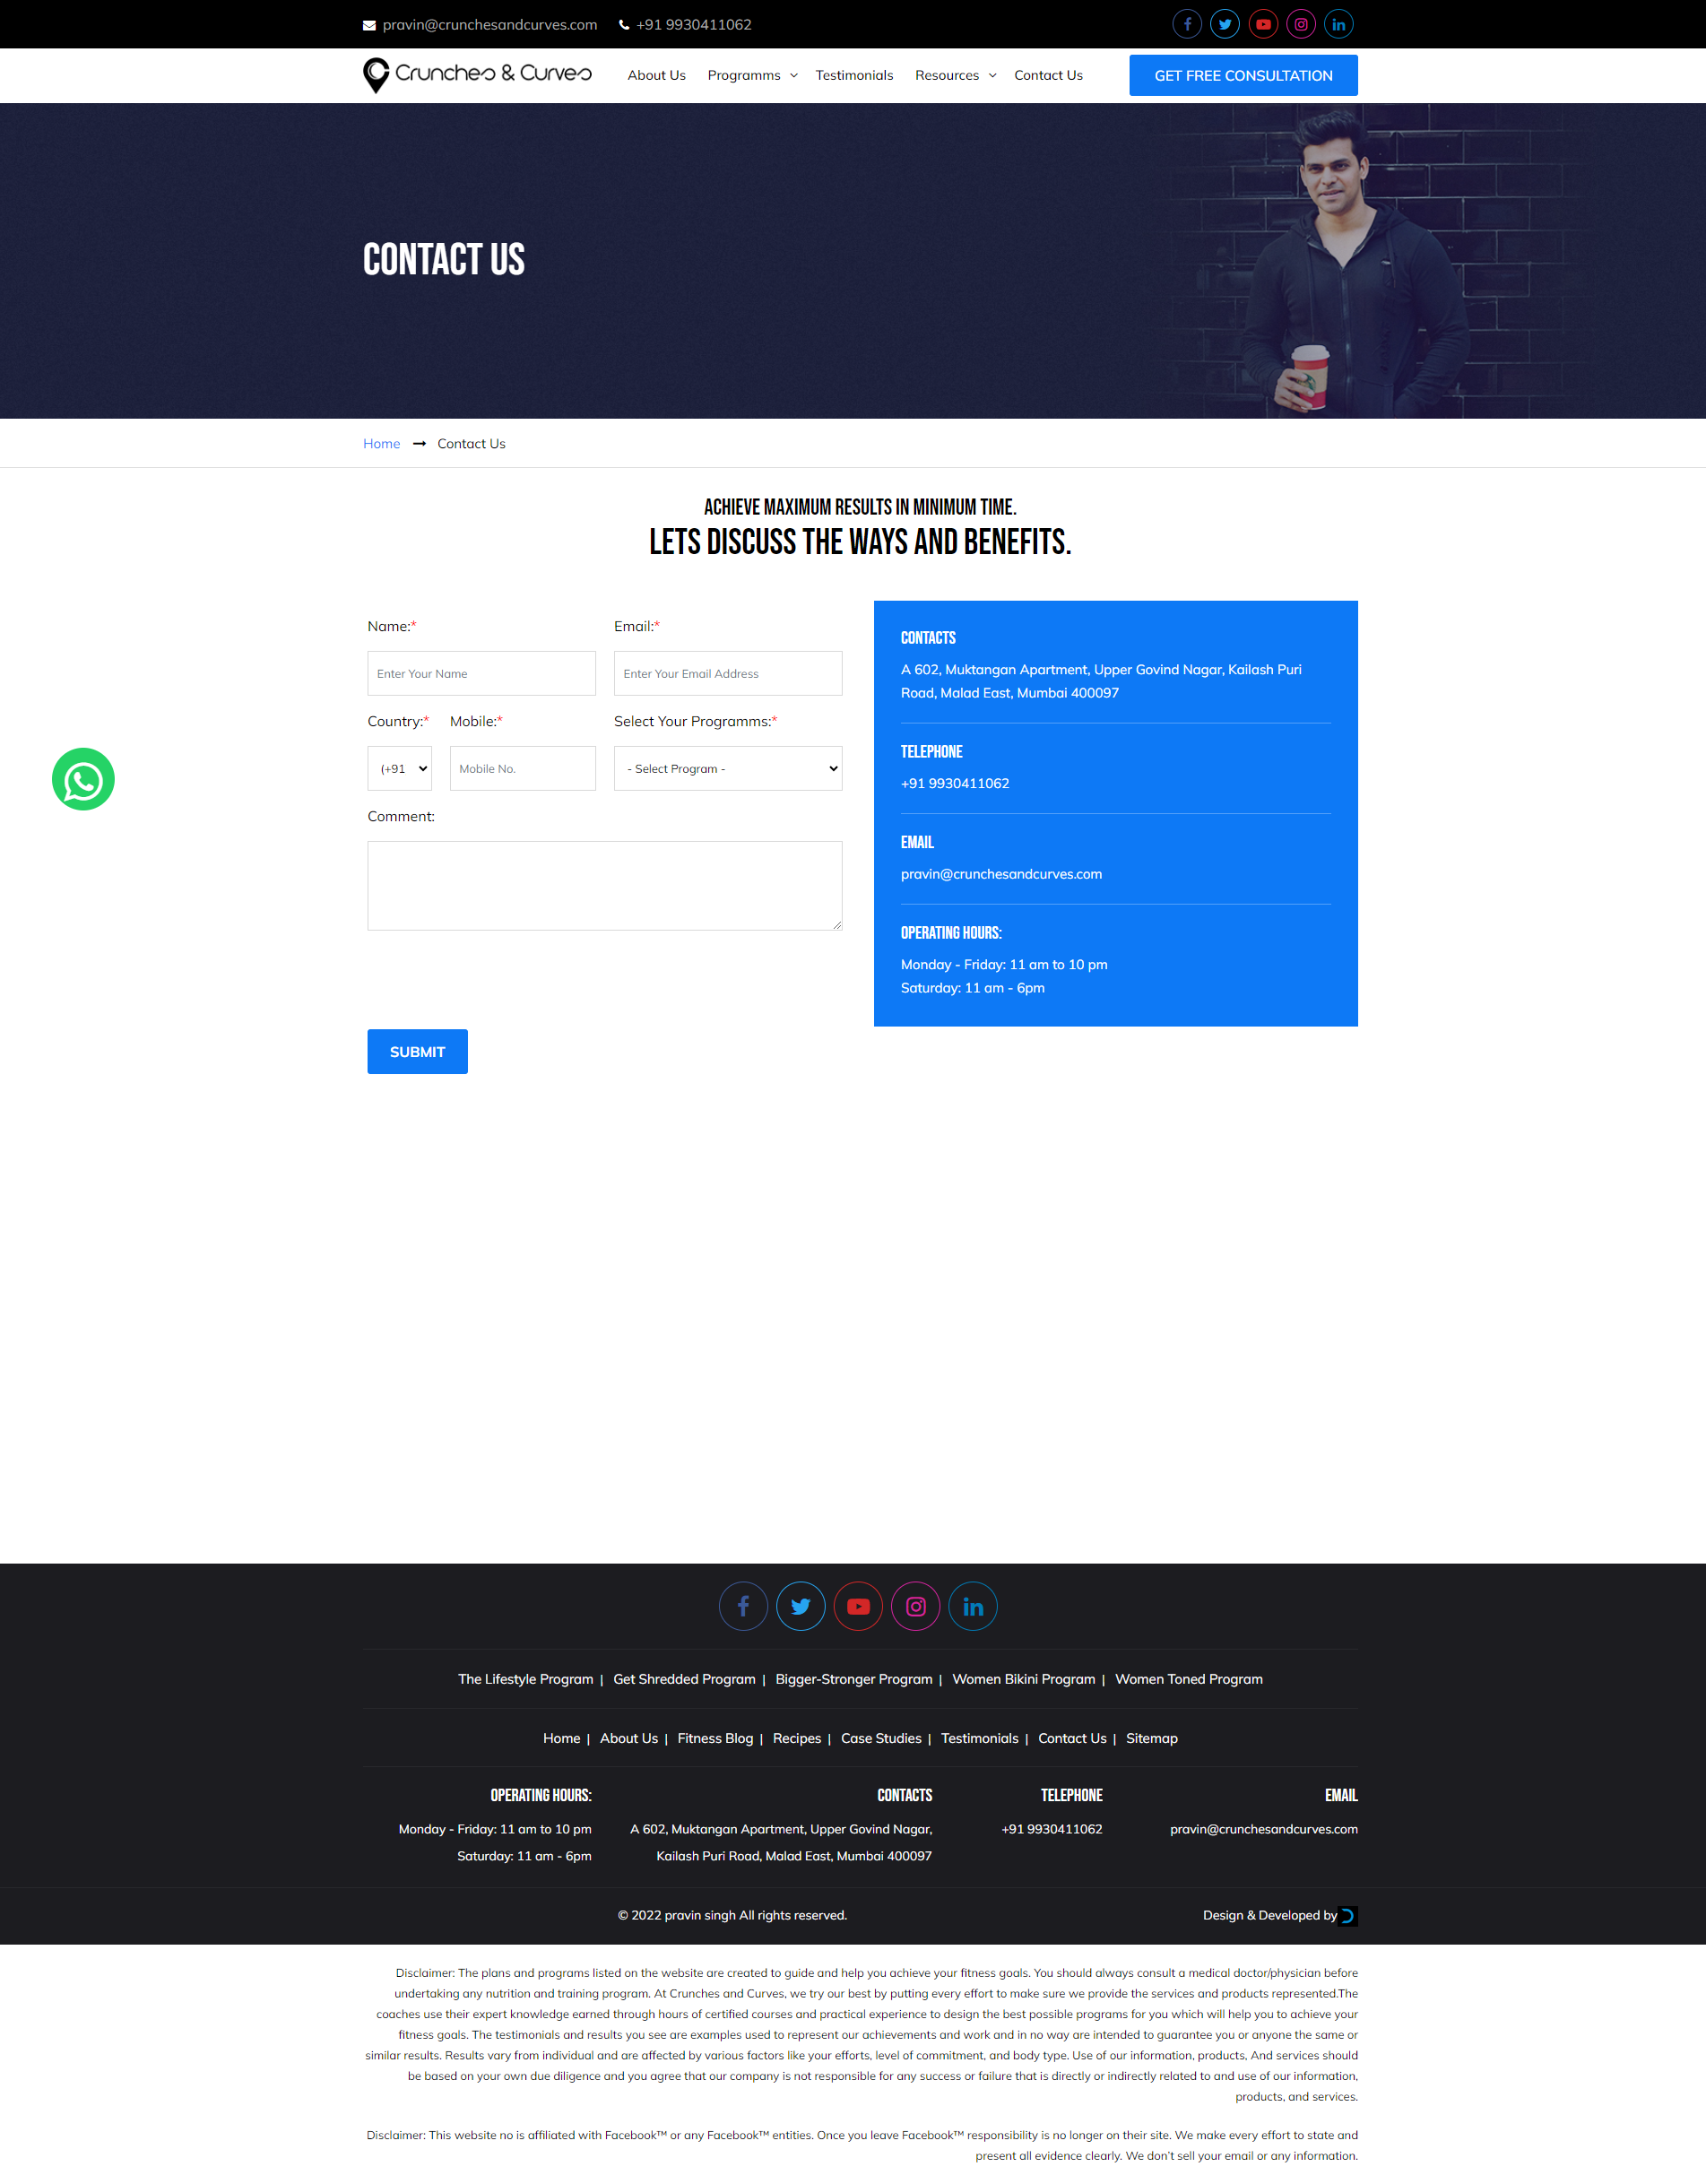 pravin@crunchesandcurves.com +91 9930411062
Crunches & Curves About Us Programms Testimonials Resources Contact Us GET FREE CONSULTATION
CONTACT US
Home Contact Us
ACHIEVE MAXIMUM RESULTS IN MINIMUM TIME.
LETS DISCUSS THE WAYS AND BENEFITS.
Name:* Email:*
Enter Your Name Enter Your Email Address
Country:* Mobile:* Select Your Programms:*
(+91 Mobile No. - Select Program -
Comment:
SUBMIT
CONTACTS
A 602, Muktangan Apartment, Upper Govind Nagar, Kailash Puri
Road, Malad East, Mumbai 400097
TELEPHONE
+91 9930411062
EMAIL
pravin@crunchesandcurves.com
OPERATING HOURS:
Monday - Friday: 11 am to 10 pm
Saturday: 11 am - 6pm
The Lifestyle Program | Get Shredded Program | Bigger-Stronger Program | Women Bikini Program | Women Toned Program
Home | About Us | Fitness Blog | Recipes | Case Studies | Testimonials | Contact Us | Sitemap
OPERATING HOURS:
Monday - Friday: 11 am to 10 pm
Saturday: 11 am - 6pm
CONTACTS
A 602, Muktangan Apartment, Upper Govind Nagar,
Kailash Puri Road, Malad East, Mumbai 400097
TELEPHONE
+91 9930411062
EMAIL
pravin@crunchesandcurves.com
© 2022 pravin singh All rights reserved.
Design & Developed by
Disclaimer: The plans and programs listed on the website are created to guide and help you achieve your fitness goals. You should always consult a medical doctor/physician before
undertaking any nutrition and training program. At Crunches and Curves, we try our best by putting every effort to make sure we provide the services and products represented.The
coaches use their expert knowledge earned through hours of certified courses and practical experience to design the best possible programs for you which will help you to achieve your
fitness goals. The testimonials and results you see are examples used to represent our achievements and work and in no way are intended to guarantee you or anyone the same or
similar results. Results vary from individual and are affected by various factors like your efforts, level of commitment, and body type. Use of our information, products, And services should
be based on your own due diligence and you agree that our company is not responsible for any success or failure that is directly or indirectly related to and use of our information,
products, and services.
Disclaimer: This website no is affiliated with Facebook™ or any Facebook™ entities. Once you leave Facebook™ responsibility is no longer on their site. We make every effort to state and
present all evidence clearly. We don't sell your email or any information.